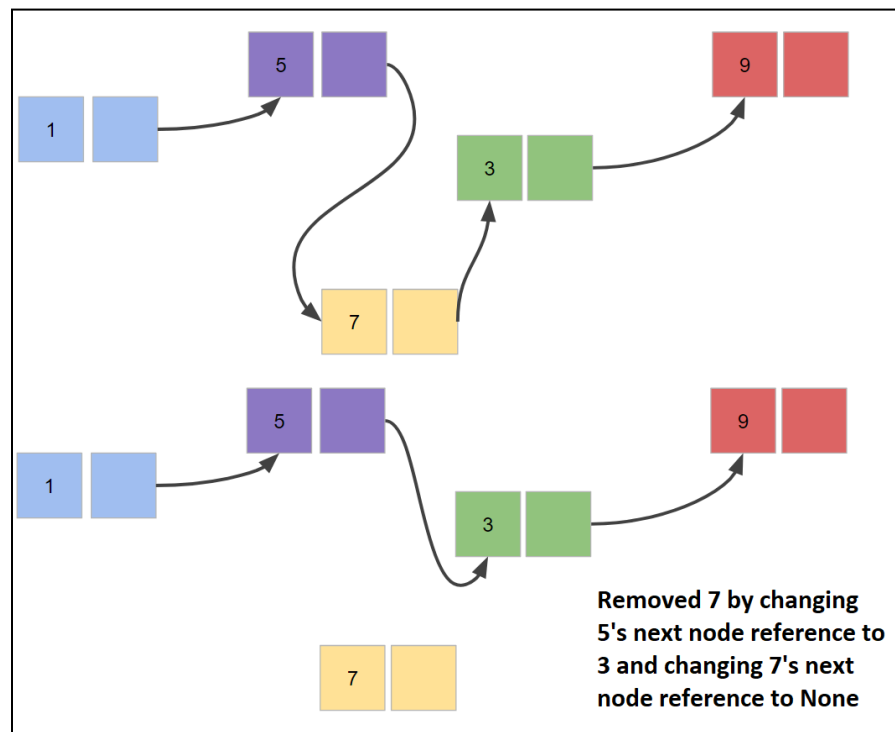 5
9
1
3
7
5
9
1
3
Removed 7 by changing
5's next node reference to
3 and changing 7's next
node reference to None
7